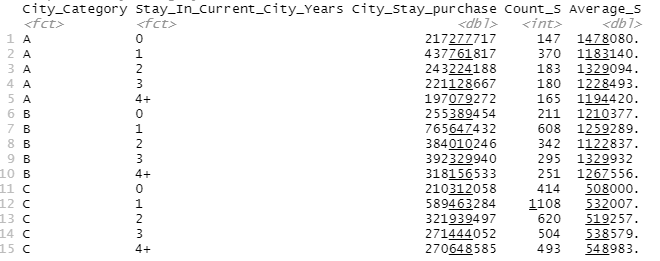 City_Category Stay_In_Current_City_Years City_Stay_purchase Count_S Average_S
<fct> <fct> <dbl> <int> <dbl>
1 A 0 217277717 147 1478080.
2 A 1 437761817 370 1183140.
3 A 2 243224188 183 1329094.
4 A 3 221128667 180 1228493.
5 A 4+ 197079272 165 1194420.
6 B 0 255389454 211 1210377.
7 B 1 765647432 608 1259289.
8 B 2 384010246 342 1122837.
9 B 3 392329940 295 1329932
10 B 4+ 318156533 251 1267556.
11 C 0 210312058 414 508000.
12 C 1 589463284 1108 532007.
13 C 2 321939497 620 519257.
14 C 3 271444052 504 538579.
15 C 4+ 270648585 493 548983.